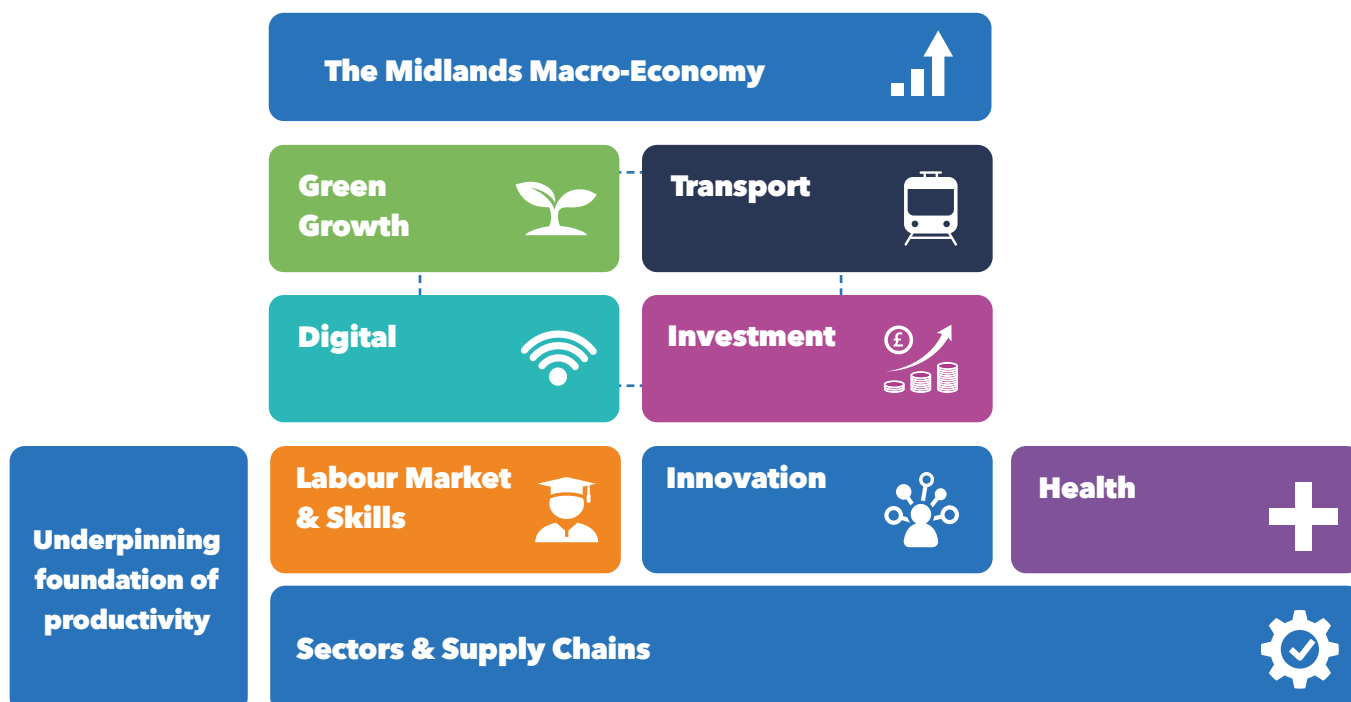 The Midlands Macro-Economy
Green
Growth
Transport
Digital
Investment
£
Underpinning
foundation of
productivity
Labour Market
& Skills
Innovation
Health
Sectors & Supply Chains